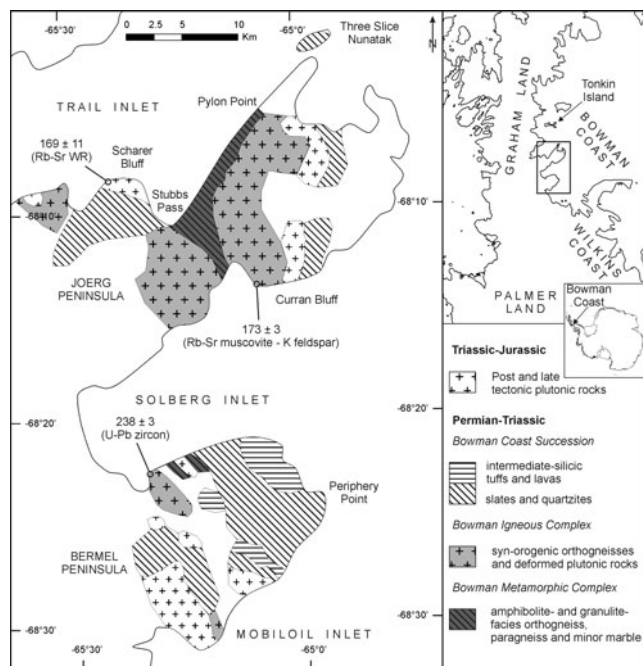 -65°30'
-65°0'
0
2.5
5
10
Km
Three Slice
Nunatak
N
TRAIL INLET
Pylon Point
169 ± 11
(Rb-Sr WR)
Scharer
Bluff
Stubbs
Pass
-68°10'
-68°10'
JOERG
PENINSULA
Curran Bluff
173 ± 3
(Rb-Sr muscovite - K feldspar)
SOLBERG INLET
-68°20'
-68°20'
238 ± 3
(U-Pb zircon)
Periphery
Point
BERMEL
PENINSULA
-68°30'
-68°30'
MOBILOIL INLET
-65°30'
-65°0'
GRAHAM LAND
Tonkin
Island
BOWMAN
COAST
WILKINS
COAST
PALMER
LAND
Bowman
Coast
Triassic-Jurassic
Post and late
tectonic plutonic rocks
Permian-Triassic
Bowman Coast Succession
intermediate-silicic
tuffs and lavas
slates and quartzites
Bowman Igneous Complex
syn-orogenic orthogneisses
and deformed plutonic rocks
Bowman Metamorphic Complex
amphibolite- and granulite-
facies orthogneiss,
paragneiss and minor marble